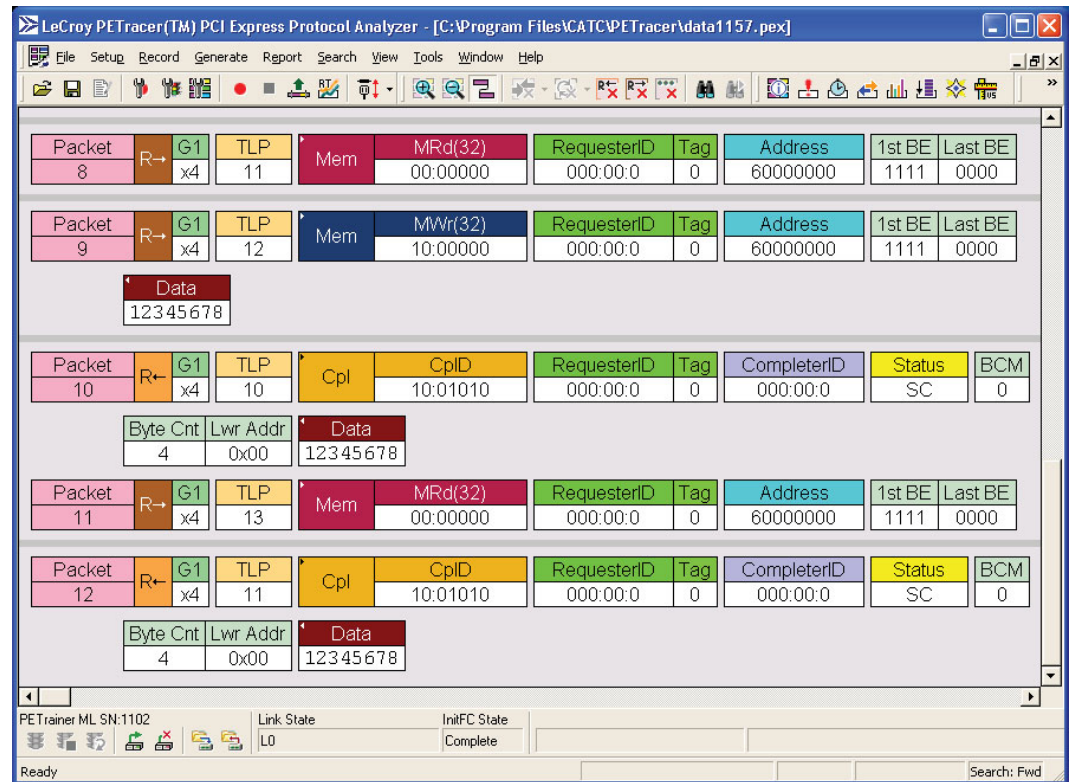 LeCroy PETracer(TM) PCI Express Protocol Analyzer - [C:\Program Files\CATC\PETracer\data1157.pex]
File Setup Record Generate Report Search View Tools Window Help
Packet R→ G1 TLP Mem MRd(32) RequesterID Tag Address 1st BE Last BE
8 x4 11 00:00000 000:00:0 0 60000000 1111 0000
Packet R→ G1 TLP Mem MWr(32) RequesterID Tag Address 1st BE Last BE
9 x4 12 10:00000 000:00:0 0 60000000 1111 0000
Data
12345678
Packet R← G1 TLP Cpl CplD RequesterID Tag CompleterID Status BCM
10 x4 10 10:01010 000:00:0 0 000:00:0 SC 0
Byte Cnt Lwr Addr Data
4 0x00 12345678
Packet R→ G1 TLP Mem MRd(32) RequesterID Tag Address 1st BE Last BE
11 x4 13 00:00000 000:00:0 0 60000000 1111 0000
Packet R← G1 TLP Cpl CplD RequesterID Tag CompleterID Status BCM
12 x4 11 10:01010 000:00:0 0 000:00:0 SC 0
Byte Cnt Lwr Addr Data
4 0x00 12345678
PETrainer ML SN:1102 Link State InitFC State
L0 Complete
Ready Search: Fwd